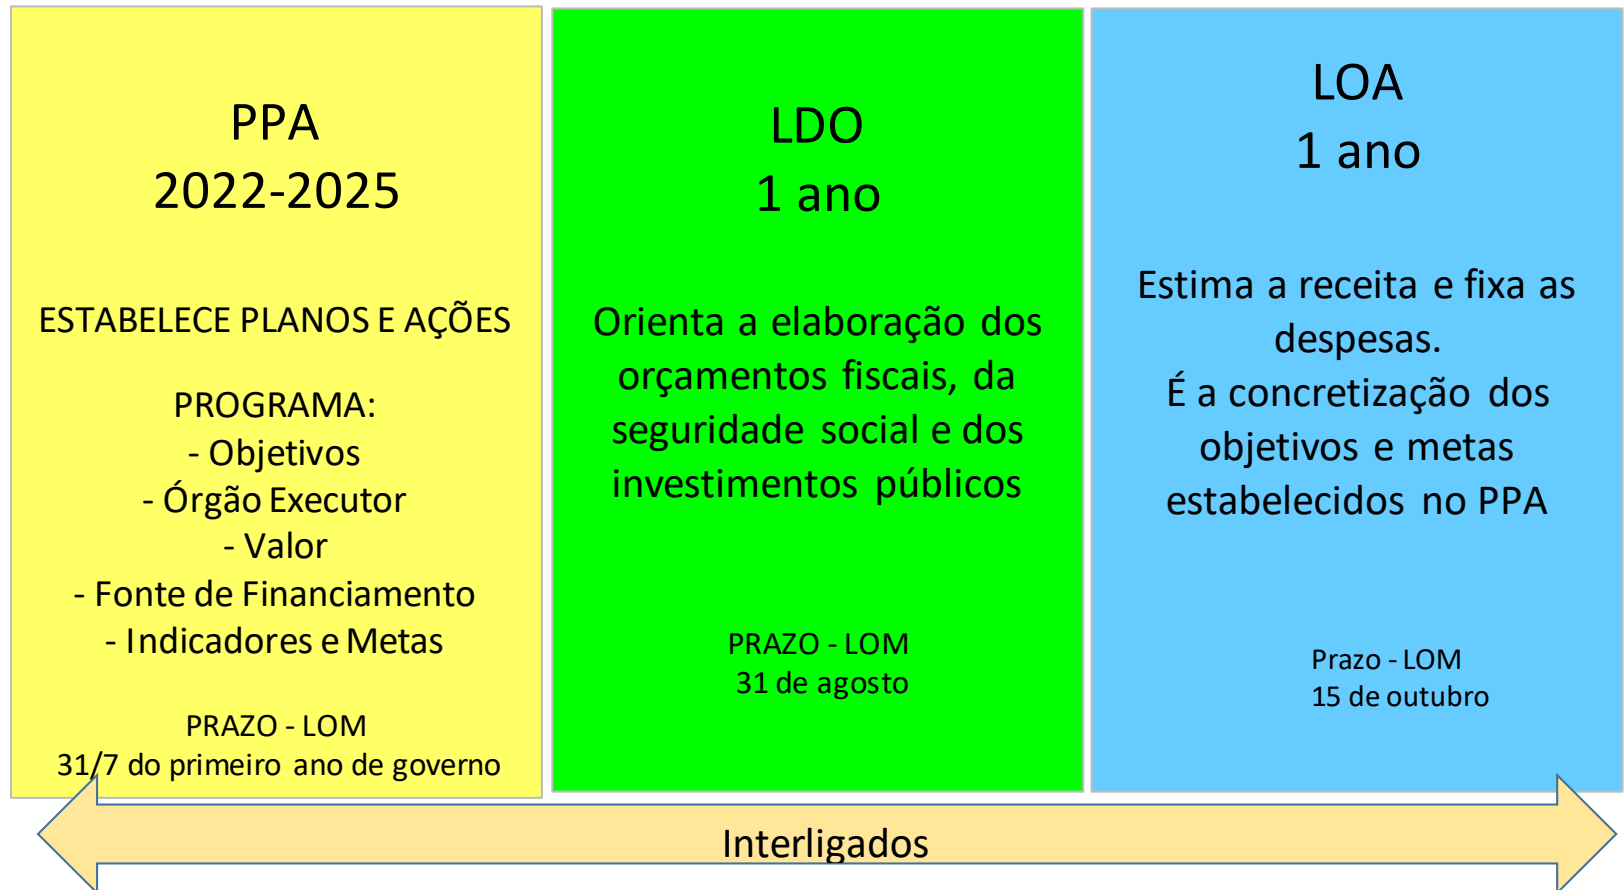 PPA
2022-2025
ESTABELECE PLANOS E AÇÕES
PROGRAMA:
- Objetivos
- Órgão Executor
- Valor
- Fonte de Financiamento
- Indicadores e Metas
PRAZO - LOM
31/7 do primeiro ano de governo
LDO
1 ano
Orienta a elaboração dos
orçamentos fiscais, da
seguridade social e dos
investimentos públicos
PRAZO - LOM
31 de agosto
LOA
1 ano
Estima a receita e fixa as
despesas.
É a concretização dos
objetivos e metas
estabelecidos no PPA
Prazo - LOM
15 de outubro
Interligados